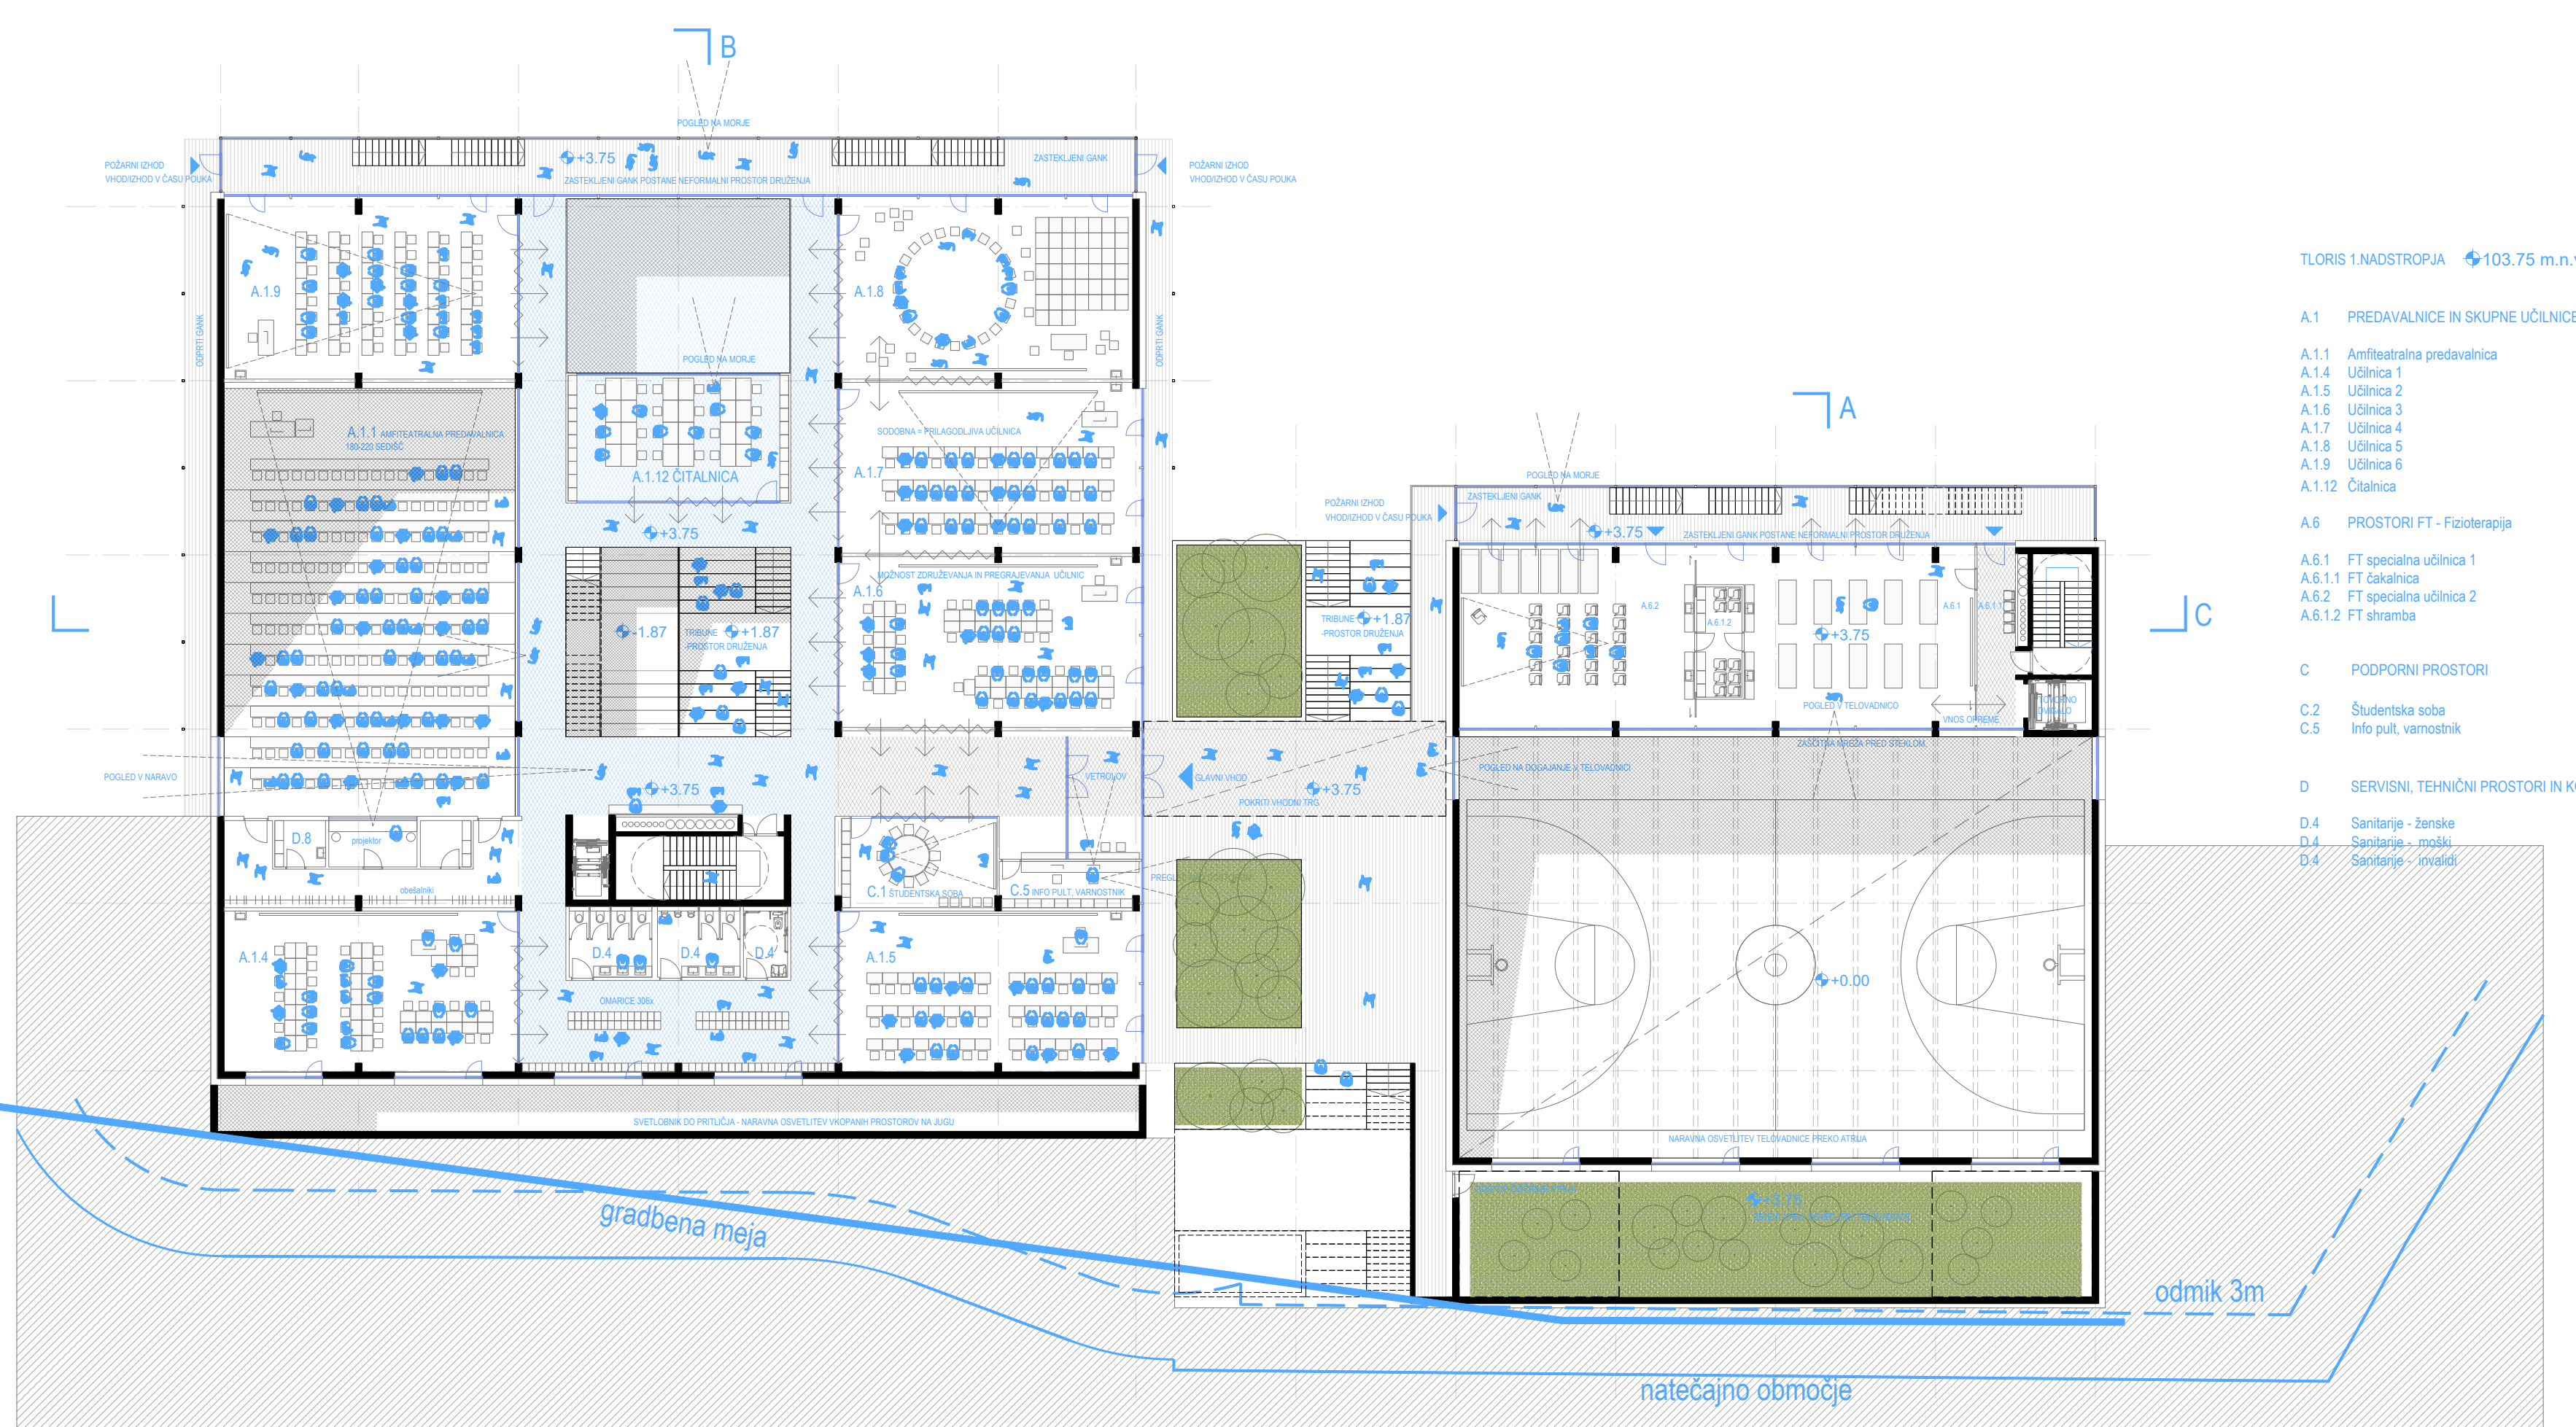 B
POGLED NA MORJE
POŽARNI IZHOD
VHOD/IZHOD V ČASU POUKA
+3.75
ZASTEKLJENI GANK
ZASTEKLJENI GANK POSTANE NEFORMALNI PROSTOR DRUŽENJA
POŽARNI IZHOD
VHOD/IZHOD V ČASU POUKA
A.1.9
A.1.8
ODPRTI GANK
ODPRTI GANK
POGLED NA MORJE
A.1.1 AMFITEATRALNA PREDAVALNICA
180-220 SEDIŠČ
SODOBNA = PRILAGODLJIVA UČILNICA
A.1.12 ČITALNICA
A.1.7
+3.75
MOŽNOST ZDRUŽEVANJA IN PREGRAJEVANJA UČILNIC
A.1.6
-1.87
TRIBUNE +1.87
-PROSTOR DRUŽENJA
POGLED V NARAVO
+3.75
VETROLOV
GLAVNI VHOD
+3.75
POKRITI VHODNI TRG
D.8
projektor
obešalniki
C.1 ŠTUDENTSKA SOBA
C.5 INFO PULT, VARNOSTNIK
A.1.4
D.4
D.4
D.4
A.1.5
OMARICE 306x
SVETLOBNIK DO PRITLIČJA - NARAVNA OSVETLITEV VKOPANIH PROSTOROV NA JUGU
gradbena meja
A
POGLED NA MORJE
POŽARNI IZHOD
VHOD/IZHOD V ČASU POUKA
ZASTEKLJENI GANK
+3.75
ZASTEKLJENI GANK POSTANE NEFORMALNI PROSTOR DRUŽENJA
TRIBUNE +1.87
-PROSTOR DRUŽENJA
A.6.2
A.6.1.2
A.6.1
A.6.1.1
+3.75
C
POGLED V TELOVADNICO
VNOS OPREME
TOVORNO
DVIGALO
ZAŠČITNA MREŽA PRED STEKLOM,
POGLED NA DOGAJANJE V TELOVADNICI
+0.00
NARAVNA OSVETLITEV TELOVADNICE PREKO ATRIJA
+3.75
odmik 3m
natečajno območje
TLORIS 1.NADSTROPJA +103.75 m.n.
A.1 PREDAVALNICE IN SKUPNE UČILNICE
A.1.1 Amfiteatralna predavalnica
A.1.4 Učilnica 1
A.1.5 Učilnica 2
A.1.6 Učilnica 3
A.1.7 Učilnica 4
A.1.8 Učilnica 5
A.1.9 Učilnica 6
A.1.12 Čitalnica
A.6 PROSTORI FT - Fizioterapija
A.6.1 FT specialna učilnica 1
A.6.1.1 FT čakalnica
A.6.2 FT specialna učilnica 2
A.6.1.2 FT shramba
C PODPORNI PROSTORI
C.2 Študentska soba
C.5 Info pult, varnostnik
D SERVISNI, TEHNIČNI PROSTORI IN
D.4 Sanitarije - ženske
D.4 Sanitarije - moški
D.4 Sanitarije - invalidi